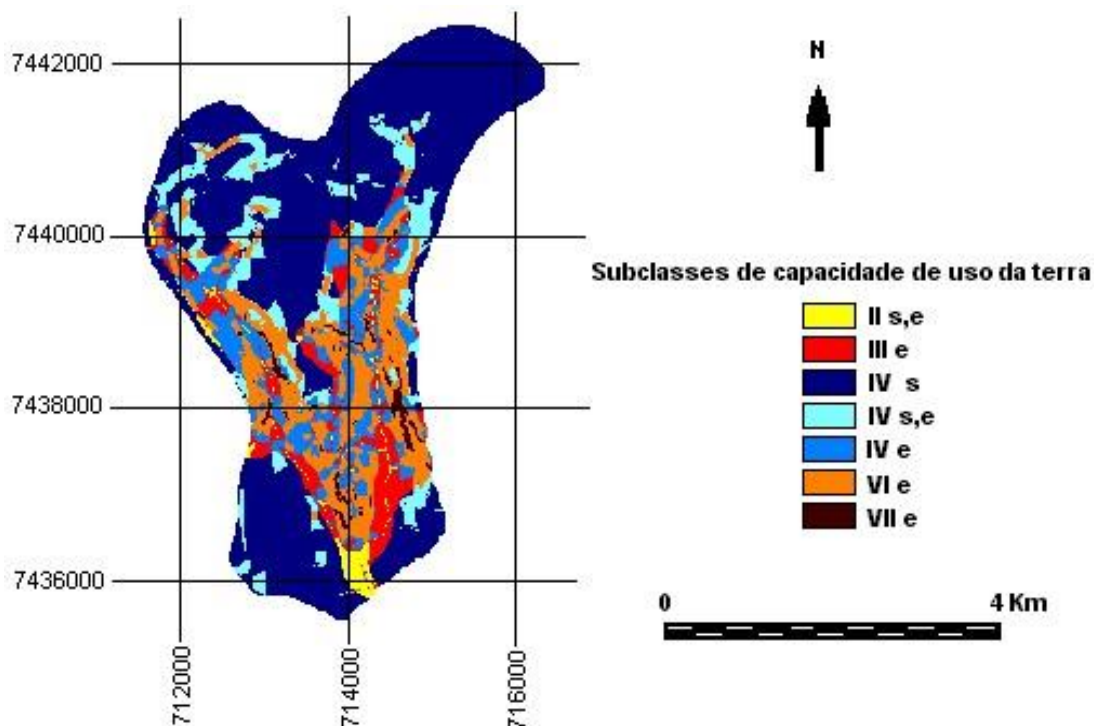 7442000
7440000
7438000
7436000
712000
714000
716000
N
Subclasses de capacidade de uso da terra
II s,e
III e
IV s
IV s,e
IV e
VI e
VII e
0 4 Km